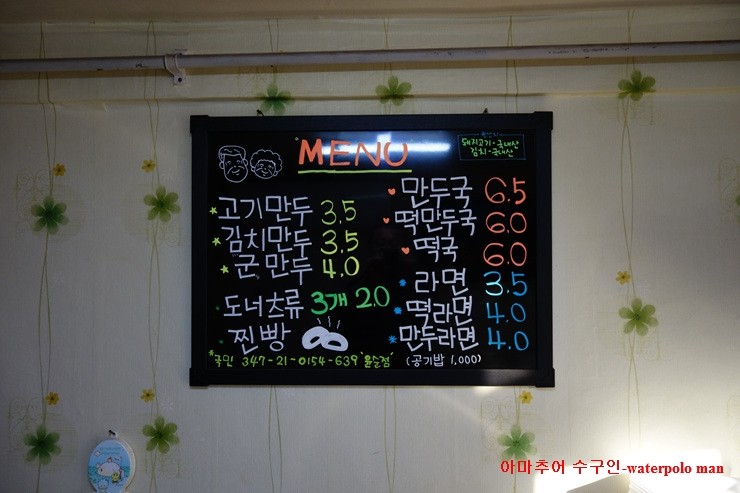 MENU
원산지
돼지고기-국내산
김치-국내산
고기만두 3.5
김치만두 3.5
군만두 4.0
도너츠류 3개 2.0
찐빵
국민 347-21-0154-639 '윤순점'
만두국 6.5
떡만두국 6.0
떡국 6.0
라면 3.5
떡라면 4.0
만두라면 4.0
(공기밥 1,000)
아마추어 수구인-waterpolo man